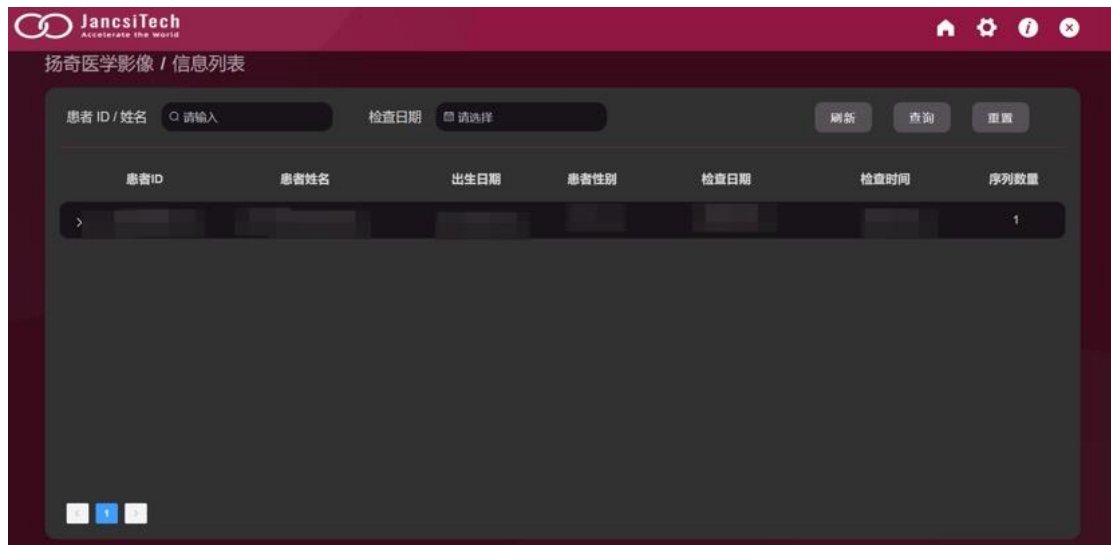 JancsiTech
Accelerate the World
扬奇医学影像 / 信息列表
患者 ID / 姓名 请输入 检查日期 请选择 刷新 查询 重置
患者ID 患者姓名 出生日期 患者性别 检查日期 检查时间 序列数量
1
1